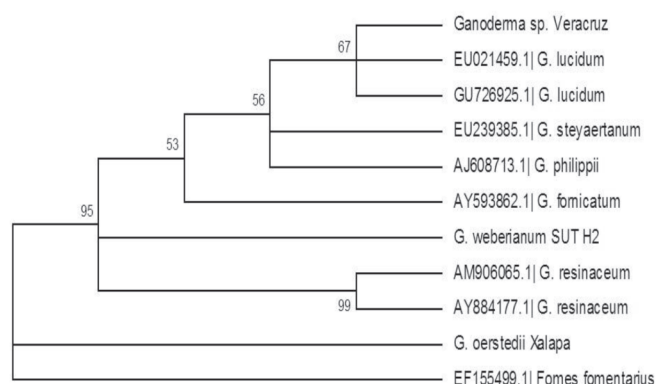 Ganoderma sp. Veracruz
67
EU021459.1| G. lucidum
GU726925.1| G. lucidum
56
EU239385.1| G. steyaertanum
53
AJ608713.1| G. philippii
AY593862.1| G. fornicatum
95
G. weberianum SUT H2
AM906065.1| G. resinaceum
99
AY884177.1| G. resinaceum
G. oerstedii Xalapa
EF155499.1| Fomes fomentarius